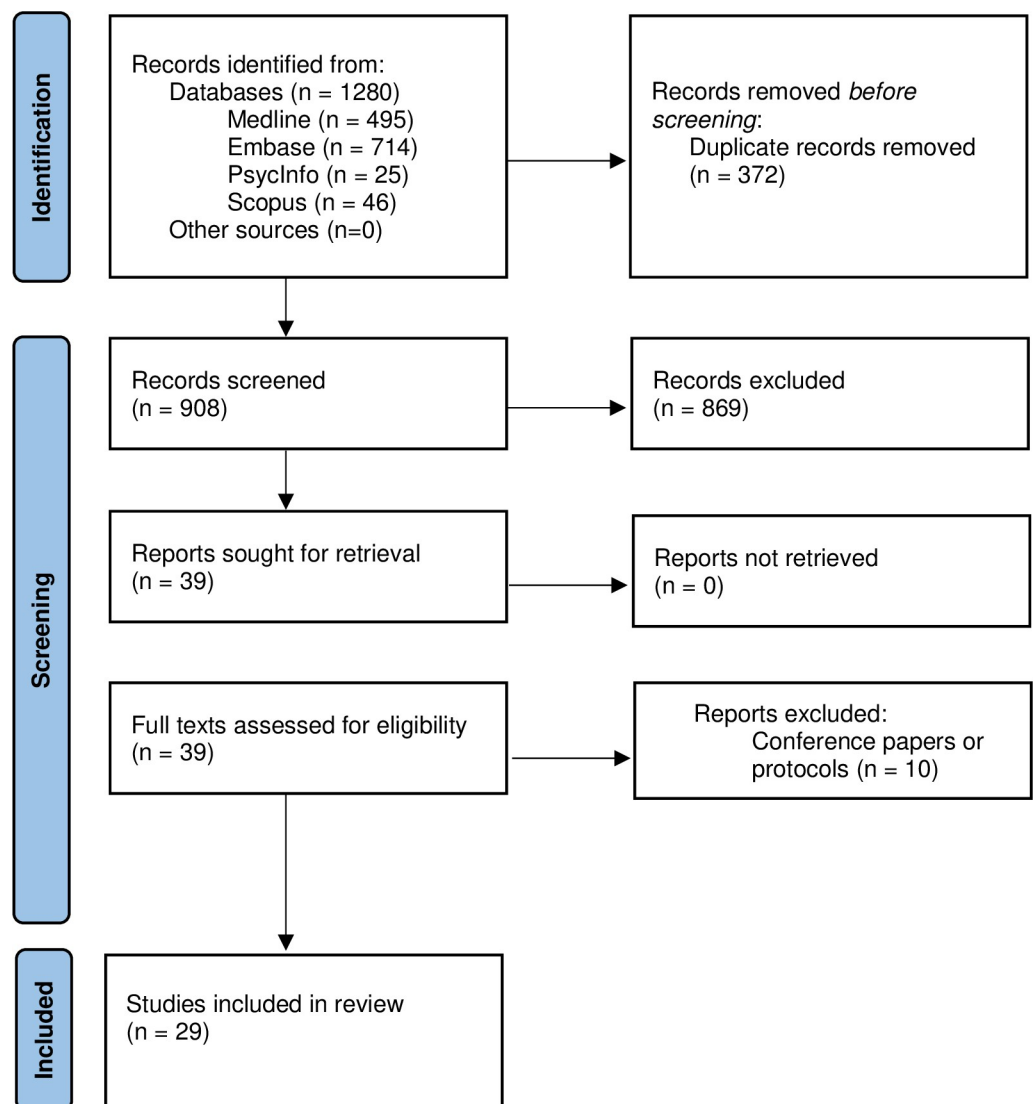 Identification
Records identified from:
Databases (n = 1280)
Medline (n = 495)
Embase (n = 714)
PsycInfo (n = 25)
Scopus (n = 46)
Other sources (n=0)
Records removed before
screening:
Duplicate records removed
(n = 372)
Screening
Records screened
(n = 908)
Records excluded
(n = 869)
Reports sought for retrieval
(n = 39)
Reports not retrieved
(n = 0)
Full texts assessed for eligibility
(n = 39)
Reports excluded:
Conference papers or
protocols (n = 10)
Included
Studies included in review
(n = 29)